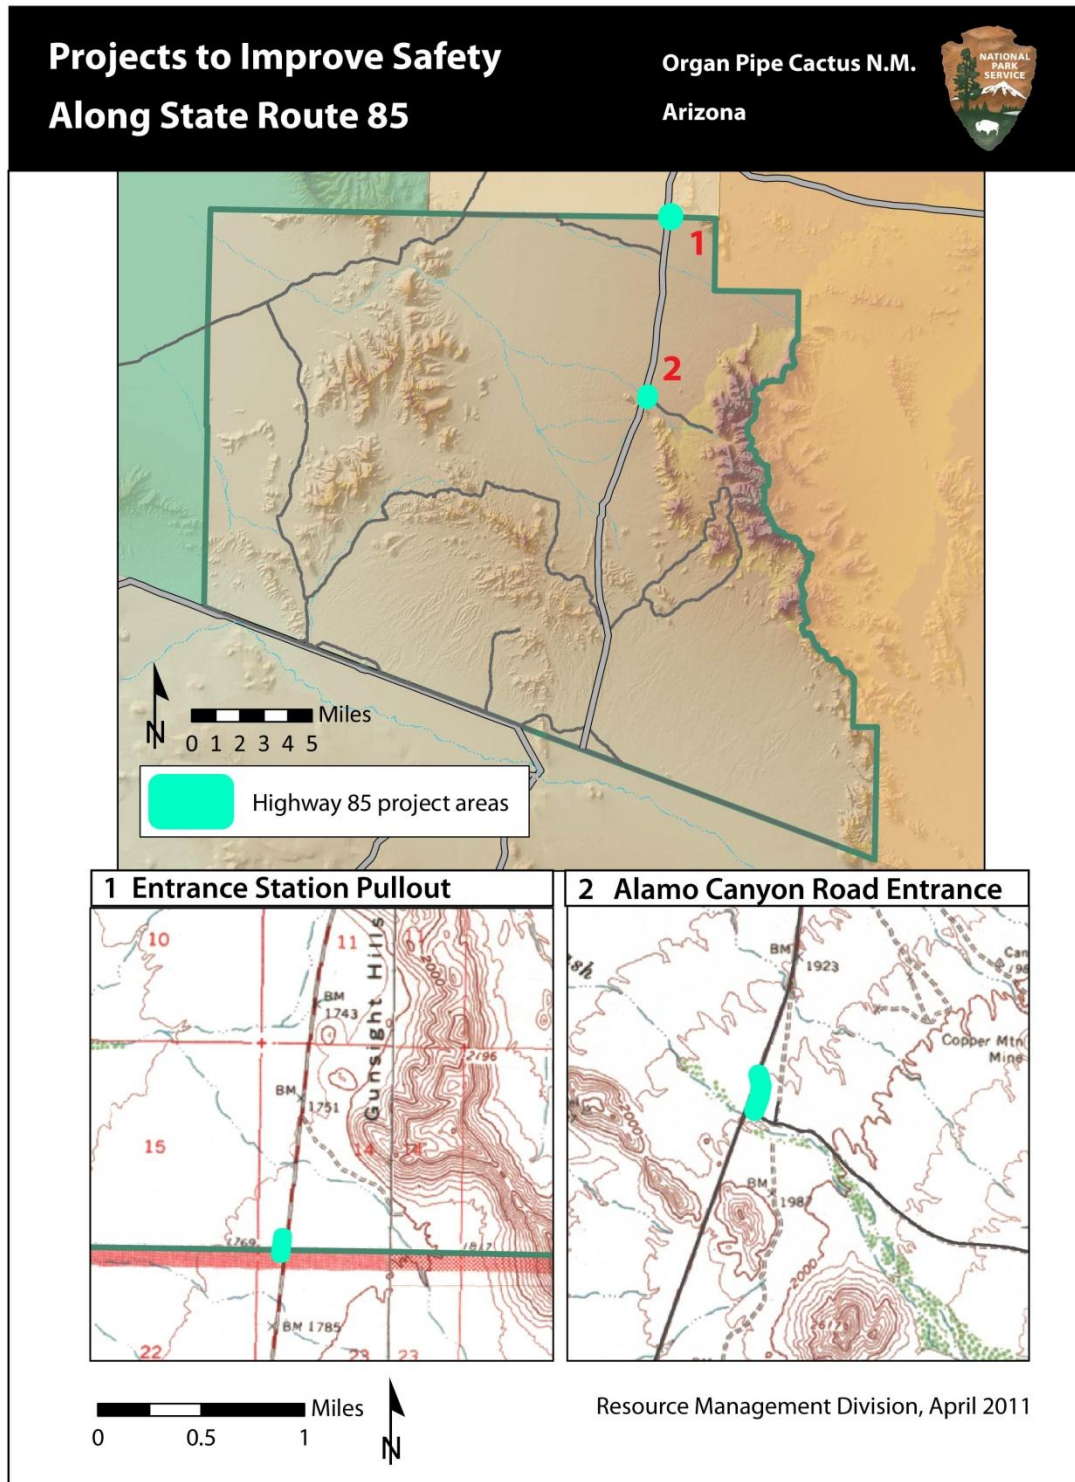 Projects to Improve Safety
Along State Route 85
Organ Pipe Cactus N.M.
Arizona
NATIONAL
PARK
SERVICE
1
2
Miles
N
0 1 2 3 4 5
Highway 85 project areas
1 Entrance Station Pullout
10
11
11
2000
Gunsight Hills
BM
1743
2196
BM
1751
15
14
14
1769
1817
BM 1785
22
23
23
2 Alamo Canyon Road Entrance
BM
1923
Copper Mtn
Mine
2000
BM
1987
2000
BM
Miles
0 0.5 1
N
Resource Management Division, April 2011